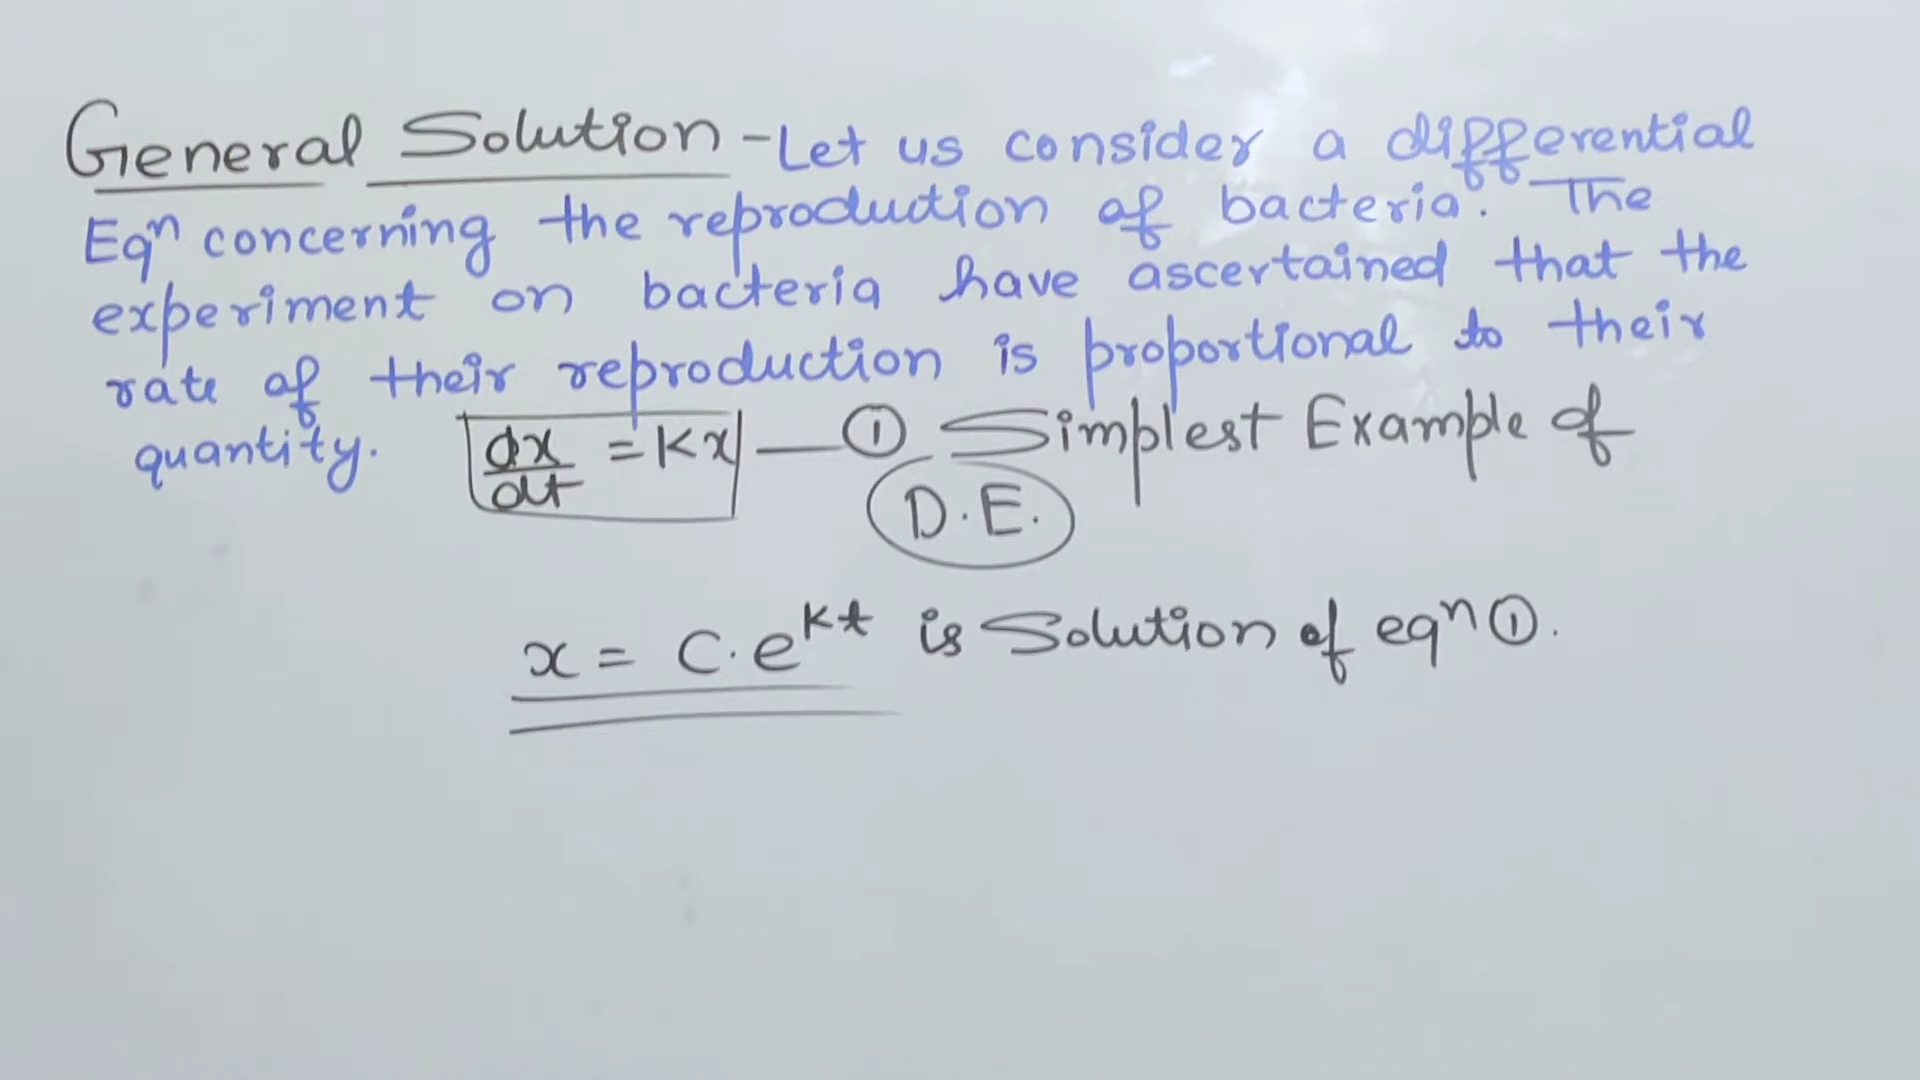 General Solution - Let us consider a differential
Eqⁿ concerning the reproduction of bacteria. The
experiment on bacteria have ascertained that the
rate of their reproduction is proportional to their
quantity. dx/dt = Kx — ① Simplest Example of
D.E.
x = C·e^Kt is Solution of eqⁿ ①.